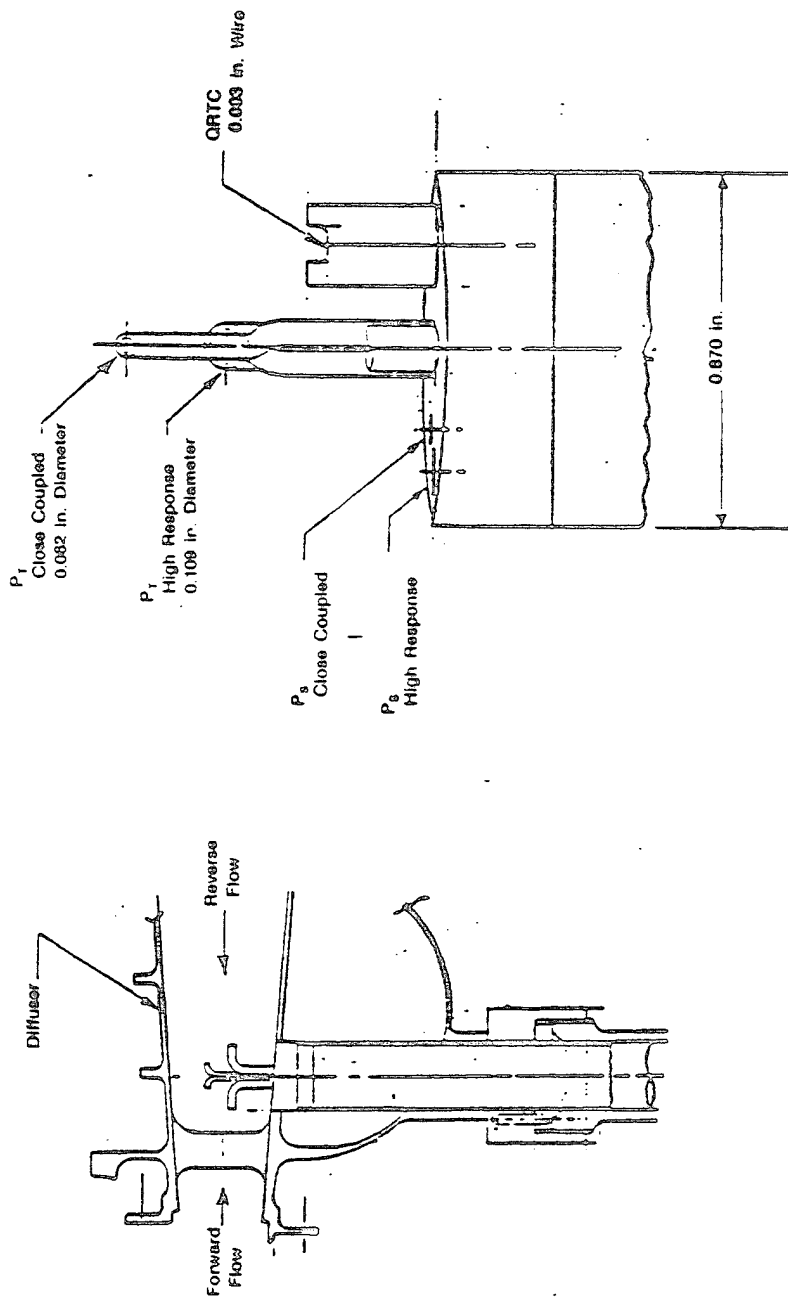 P_T
Close Coupled
0.082 In. Diameter
P_T
High Response
0.109 in. Diameter
QRTC
0.003 in. Wire
P_S
Close Coupled
P_S
High Response
0.870 in.
Diffuser
Forward
Flow
Reverse
Flow